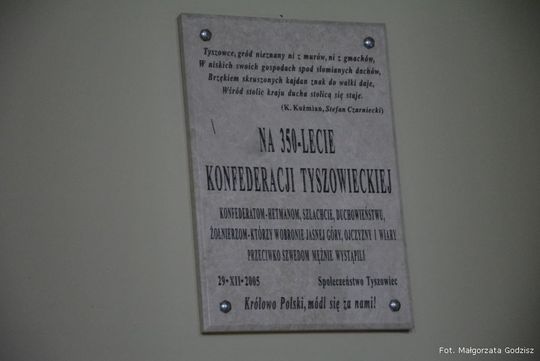 Tyszowce, gród nieznany ni z murów, ni z gmachów,
W niskich swoich gospodach spod słomianych dachów,
Brzękiem skruszonych kajdan znak do walki daje,
Wśród stolic kraju ducha stolicą się staje.
(K. Kuźmian, Stefan Czarniecki)
NA 350-LECIE
KONFEDERACJI TYSZOWIECKIEJ
KONFEDERATOM-HETMANOM, SZLACHCIE, DUCHOWIEŃSTWU,
ŻOŁNIERZOM-KTÓRZY WOBRONIE JASNEJ GÓRY, OJCZYZNY I WIARY
PRZECIWKO SZWEDOM MĘŻNIE WYSTĄPILI
29•XII•2005 Społeczeństwo Tyszowiec
Królowo Polski, módl się za nami!
Fot. Małgorzata Godzisz